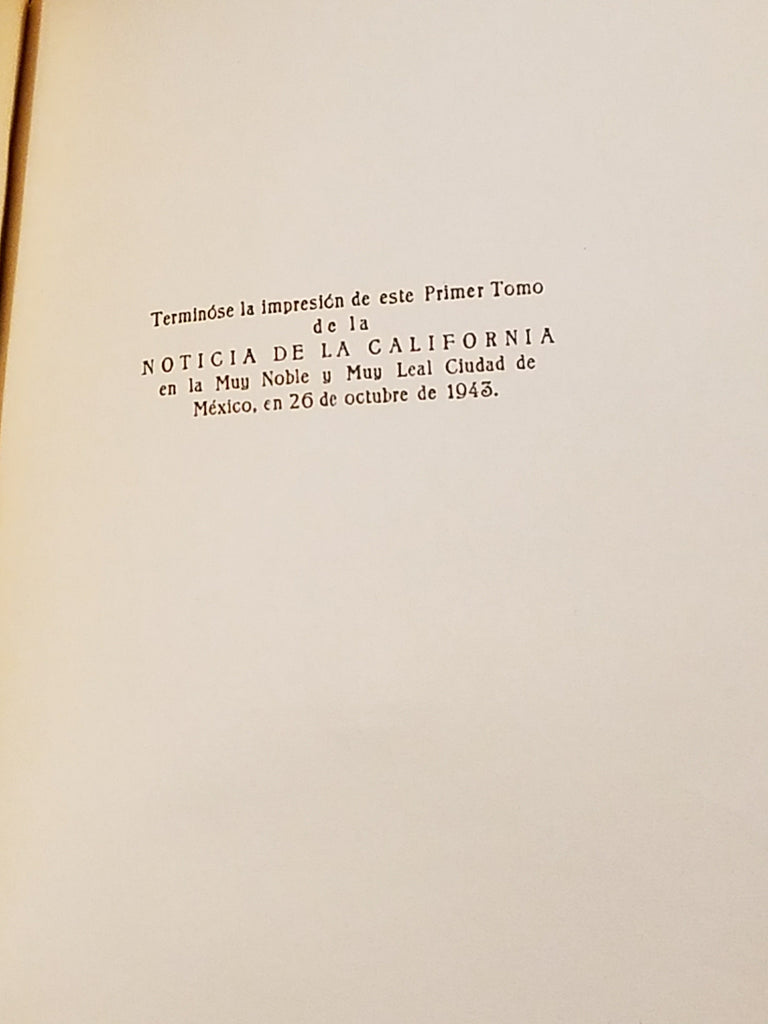 Terminóse la impresión de este Primer Tomo
de la
NOTICIA DE LA CALIFORNIA
en la Muy Noble y Muy Leal Ciudad de
México, en 26 de octubre de 1943.